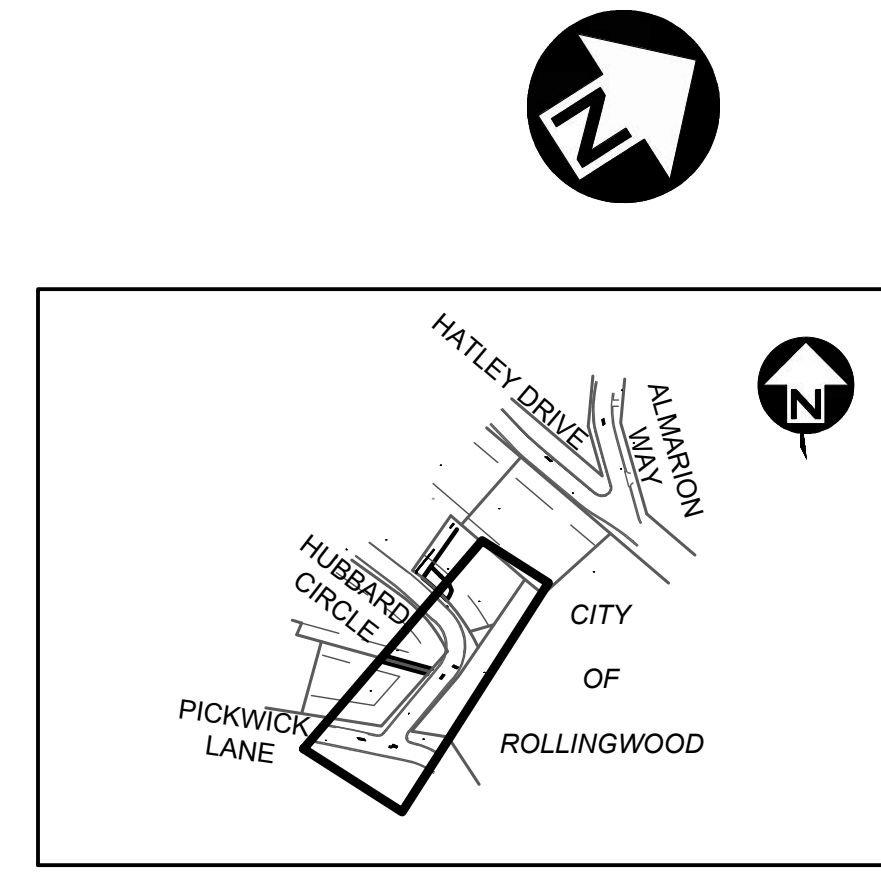 N
HATLEY DRIVE
ALMARION
WAY
N
HUBBARD
CIRCLE
CITY
OF
ROLLINGWOOD
PICKWICK
LANE